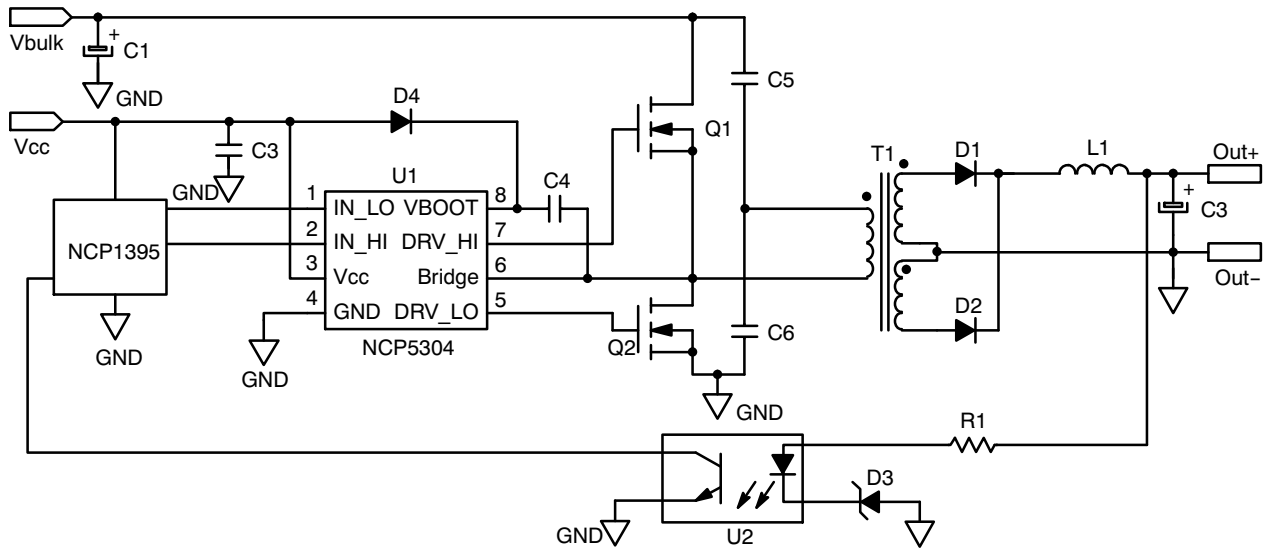 Vbulk
+
C1
GND
Vcc
D4
C3
GND
U1
C4
C5
Q1
T1
D1
L1
Out+
+
C3
Out−
NCP1395
GND
1 IN_LO VBOOT 8
2 IN_HI DRV_HI 7
3 Vcc Bridge 6
4 GND DRV_LO 5
NCP5304
GND
Q2
C6
GND
D2
R1
D3
GND
U2